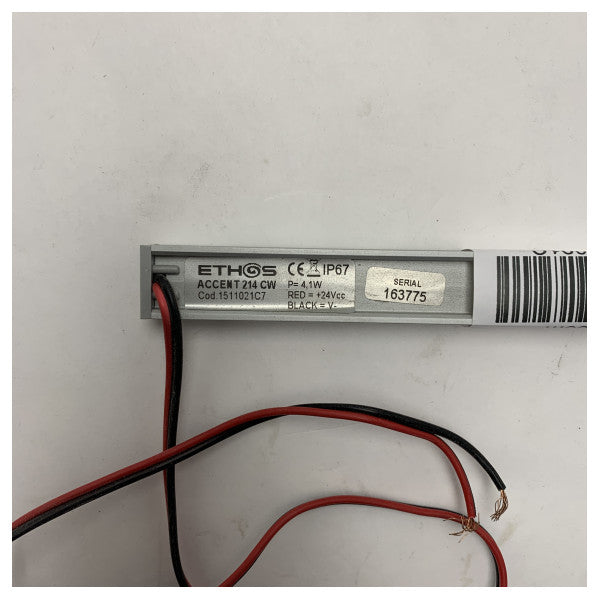 ETHOS CE IP67
ACCENT 214 CW P= 4,1W
Cod.1511021C7 RED = +24Vcc
BLACK = V-
SERIAL
163775